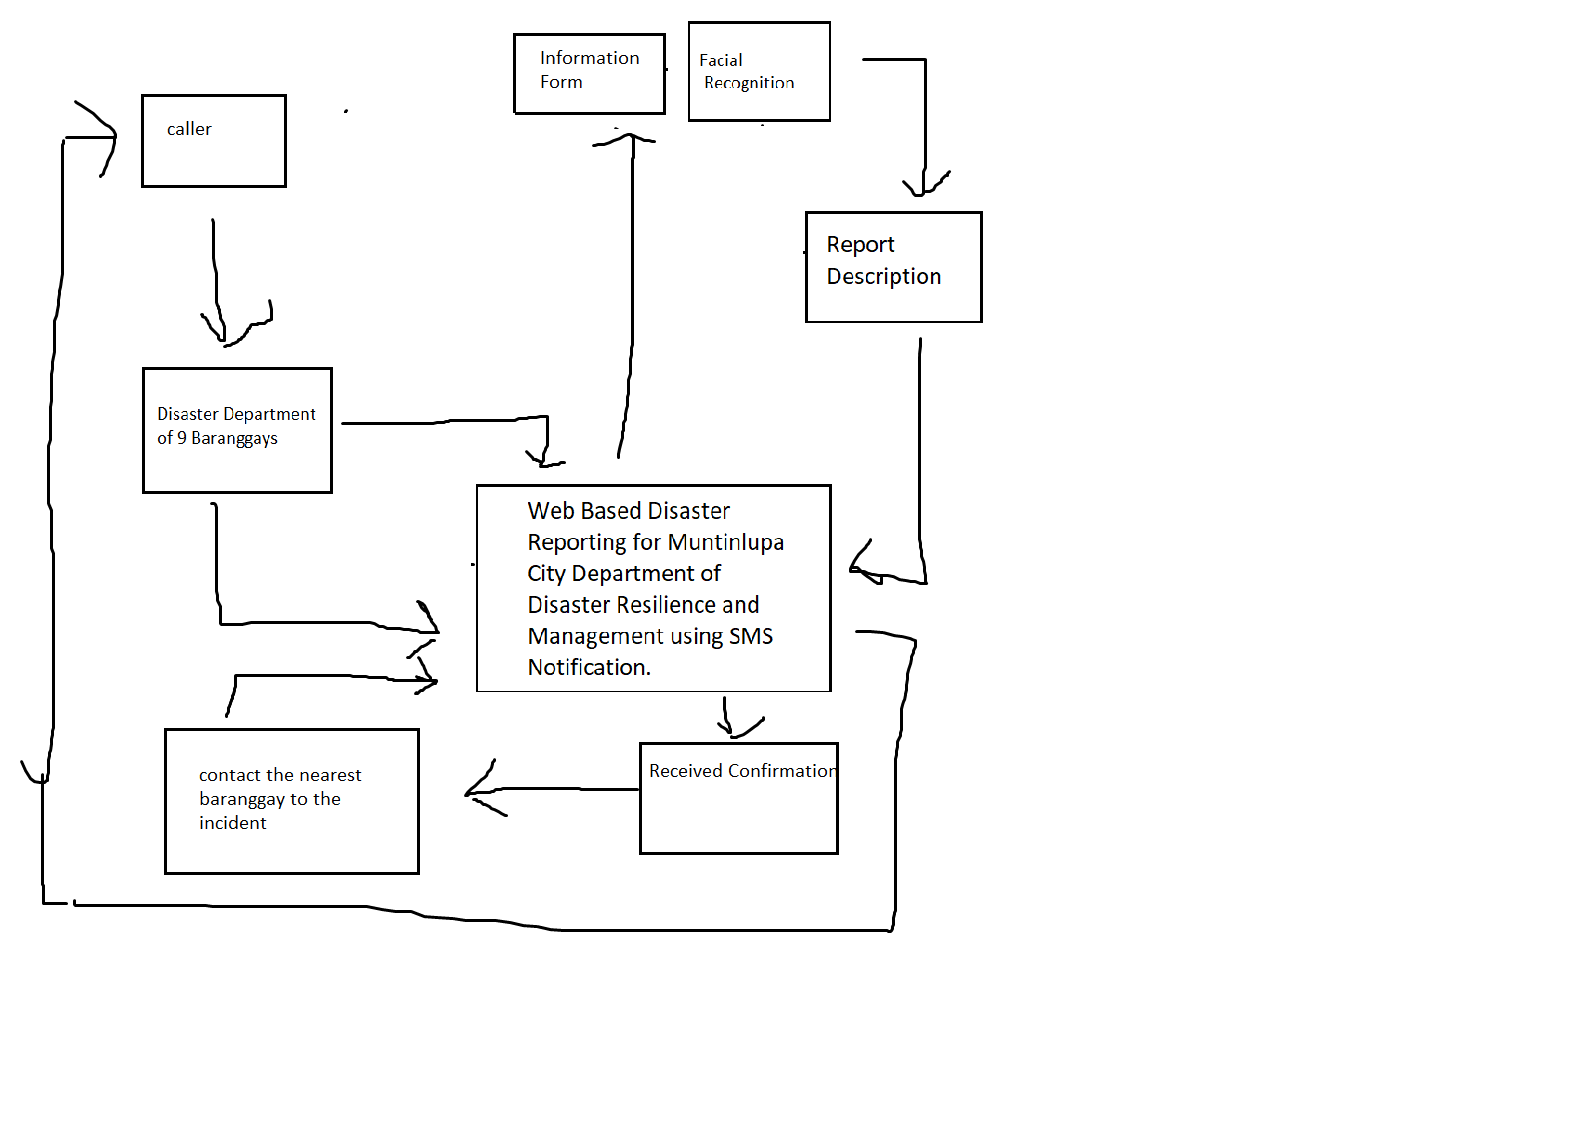 Information
Form
Facial
Recognition
caller
Report
Description
Disaster Department
of 9 Baranggays
Web Based Disaster
Reporting for Muntinlupa
City Department of
Disaster Resilience and
Management using SMS
Notification.
contact the nearest
baranggay to the
incident
Received Confirmation